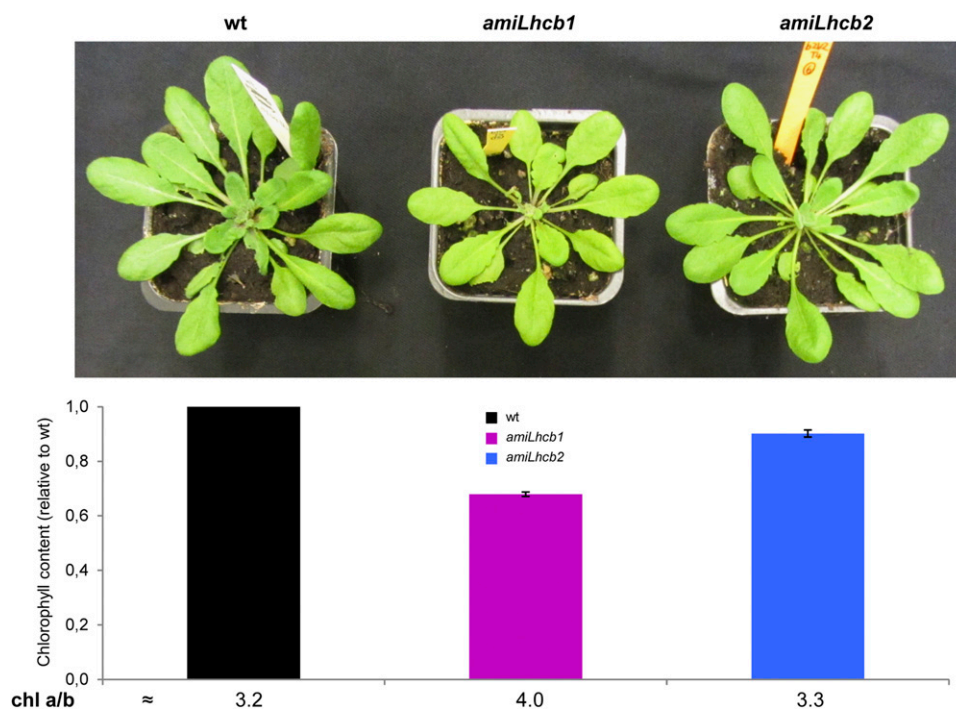 wt amiLhcb1 amiLhcb2
Chlorophyll content (relative to wt)
1,0
0,8
0,6
0,4
0,2
0,0
wt
amiLhcb1
amiLhcb2
chl a/b ≈ 3.2 4.0 3.3